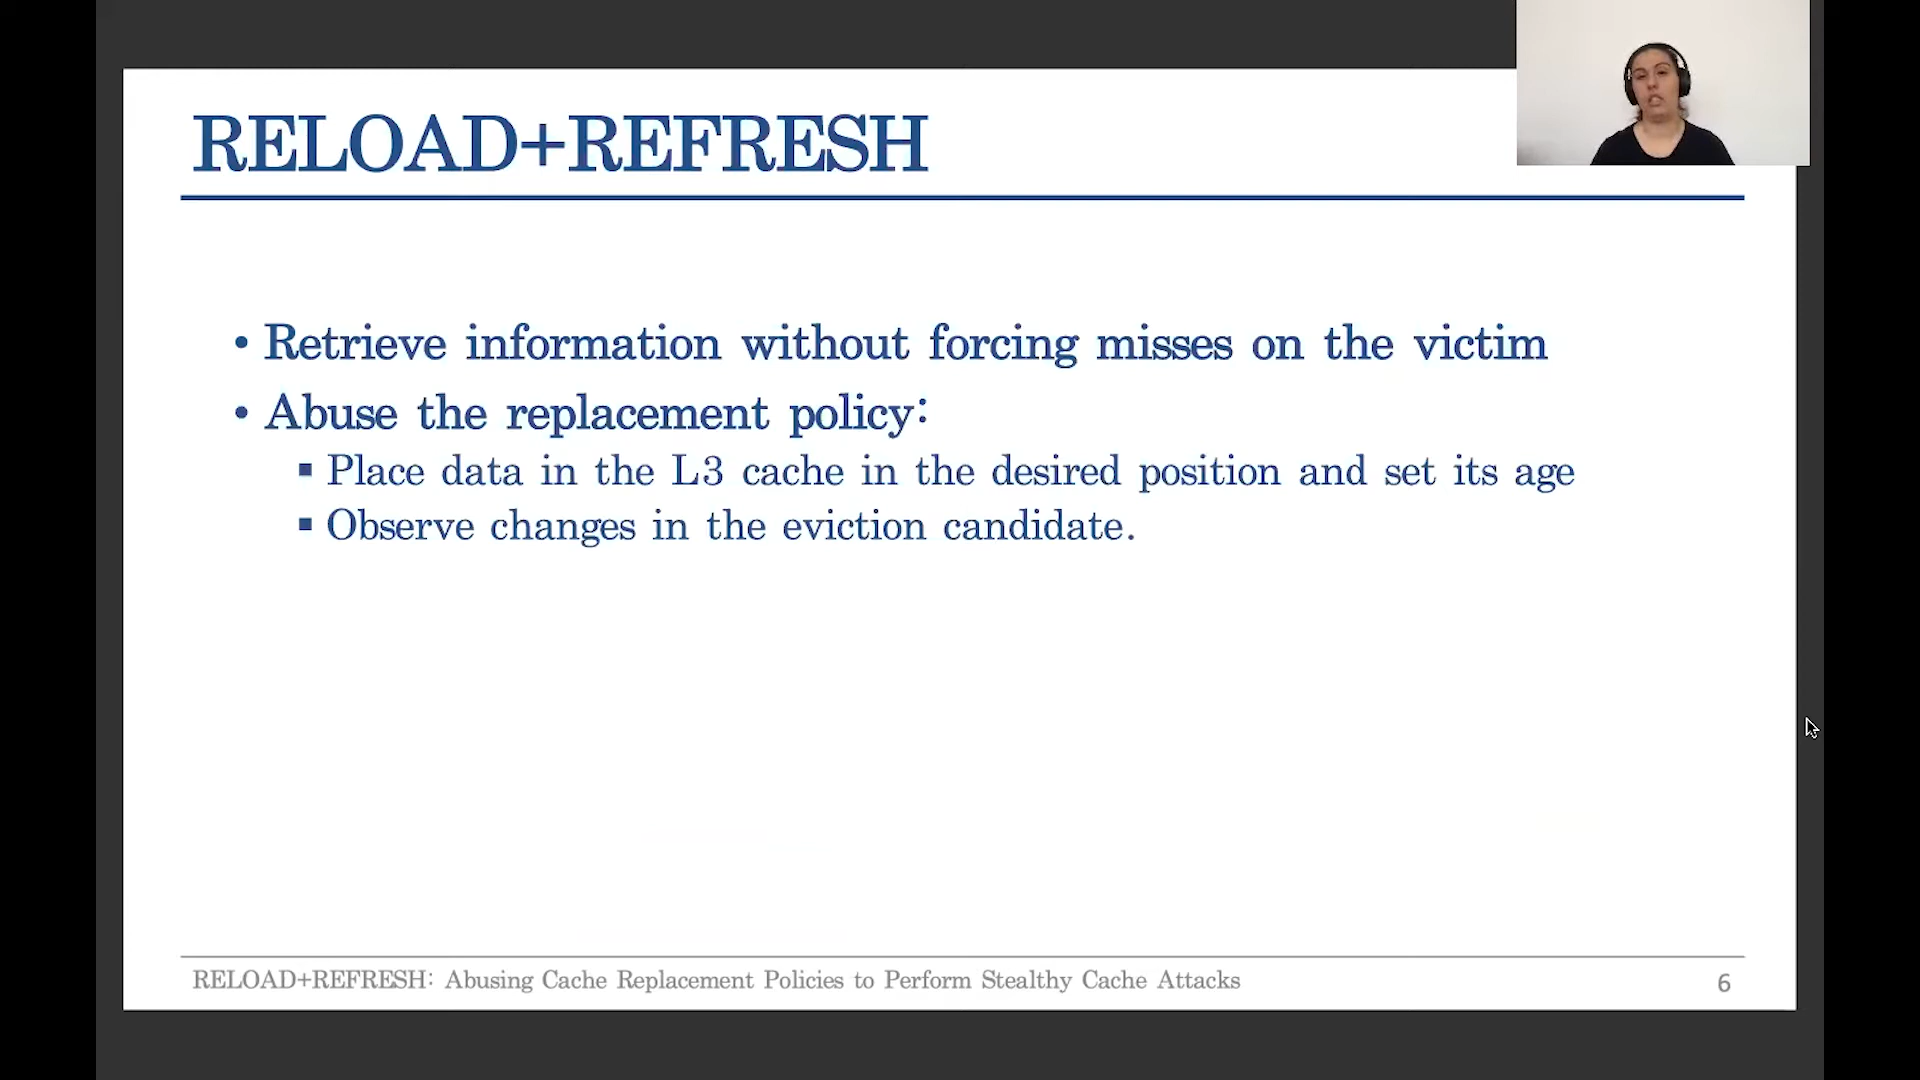 RELOAD+REFRESH
• Retrieve information without forcing misses on the victim
• Abuse the replacement policy:
▪ Place data in the L3 cache in the desired position and set its age
▪ Observe changes in the eviction candidate.
RELOAD+REFRESH: Abusing Cache Replacement Policies to Perform Stealthy Cache Attacks
6